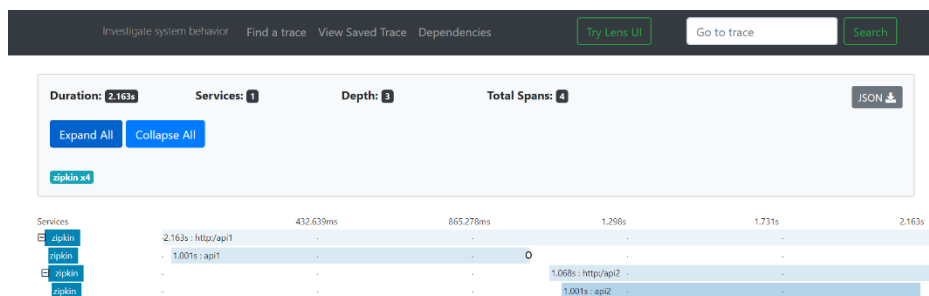 Investigate system behavior Find a trace View Saved Trace Dependencies Try Lens UI Go to trace Search
Duration: 2.163s Services: 1 Depth: 3 Total Spans: 4 JSON
Expand All Collapse All
zipkin x4
Services 432.639ms 865.278ms 1.298s 1.731s 2.163s
zipkin 2.163s : http:/api1
zipkin 1.001s : api1
zipkin 1.068s : http:/api2
zipkin 1.001s : api2